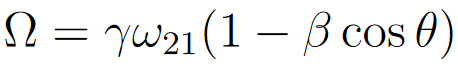 Ω = γω₂₁(1 − β cos θ)